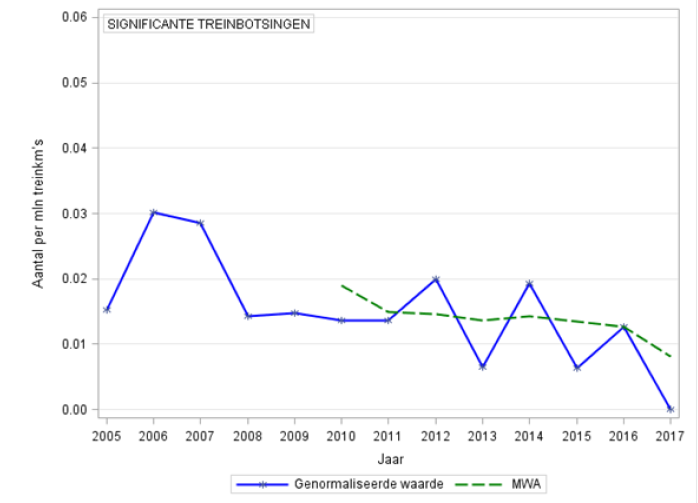 SIGNIFICANTE TREINBOTSINGEN
Aantal per mln treinkm's
0.06
0.05
0.04
0.03
0.02
0.01
0.00
2005 2006 2007 2008 2009 2010 2011 2012 2013 2014 2015 2016 2017
Jaar
Genormaliseerde waarde MWA